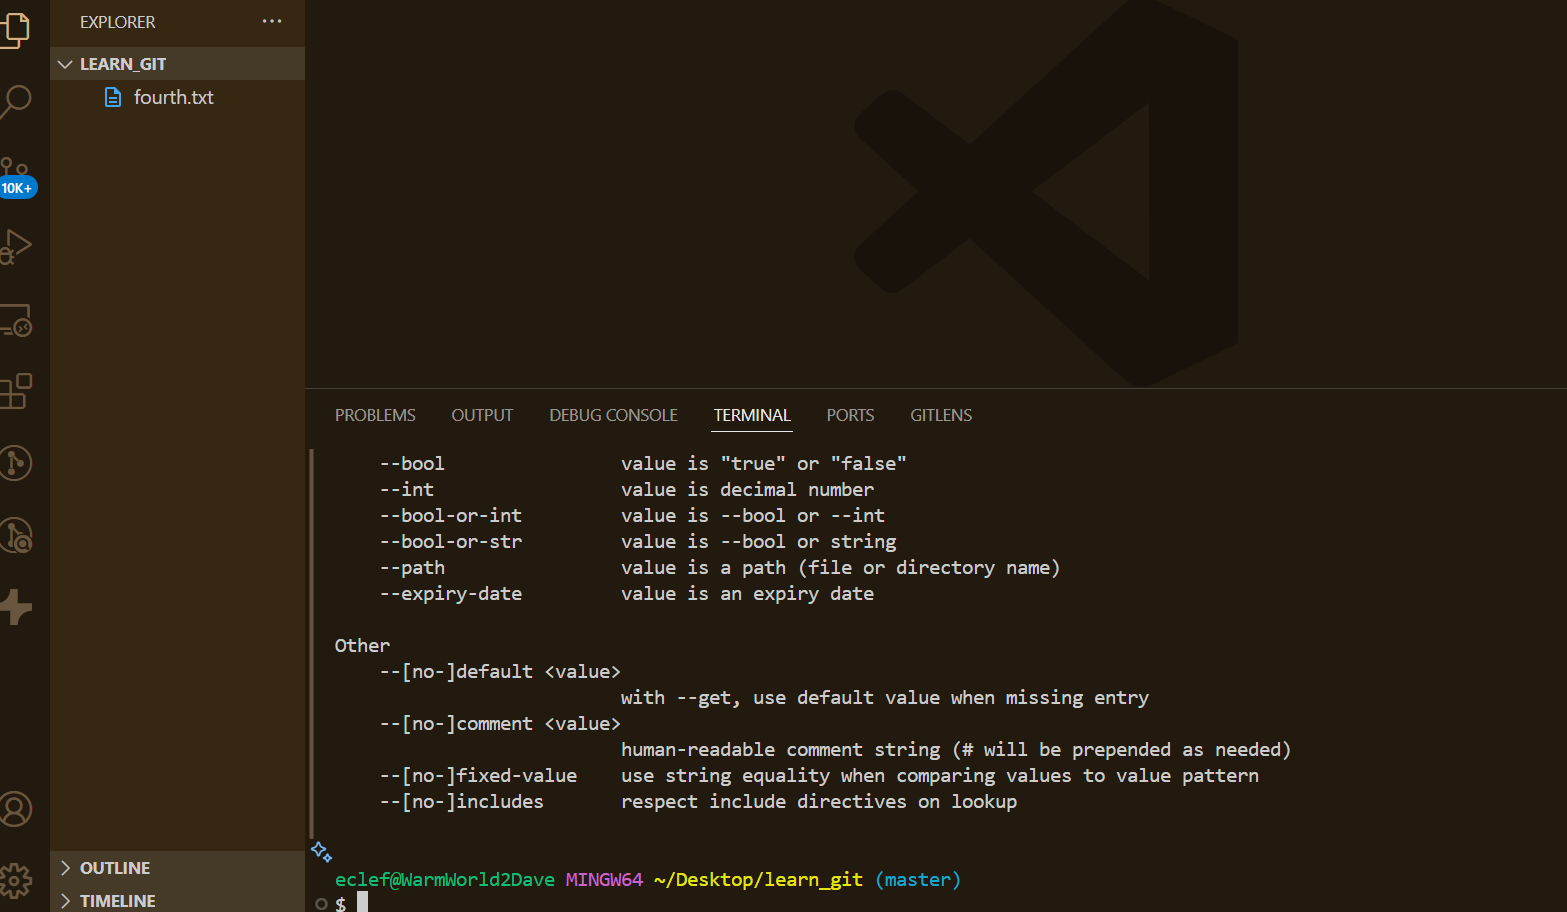 EXPLORER
LEARN_GIT
fourth.txt
10K+
OUTLINE
TIMELINE
PROBLEMS OUTPUT DEBUG CONSOLE TERMINAL PORTS GITLENS
--bool value is "true" or "false"
--int value is decimal number
--bool-or-int value is --bool or --int
--bool-or-str value is --bool or string
--path value is a path (file or directory name)
--expiry-date value is an expiry date
Other
--[no-]default <value>
with --get, use default value when missing entry
--[no-]comment <value>
human-readable comment string (# will be prepended as needed)
--[no-]fixed-value use string equality when comparing values to value pattern
--[no-]includes respect include directives on lookup
eclef@WarmWorld2Dave MINGW64 ~/Desktop/learn_git (master)
$